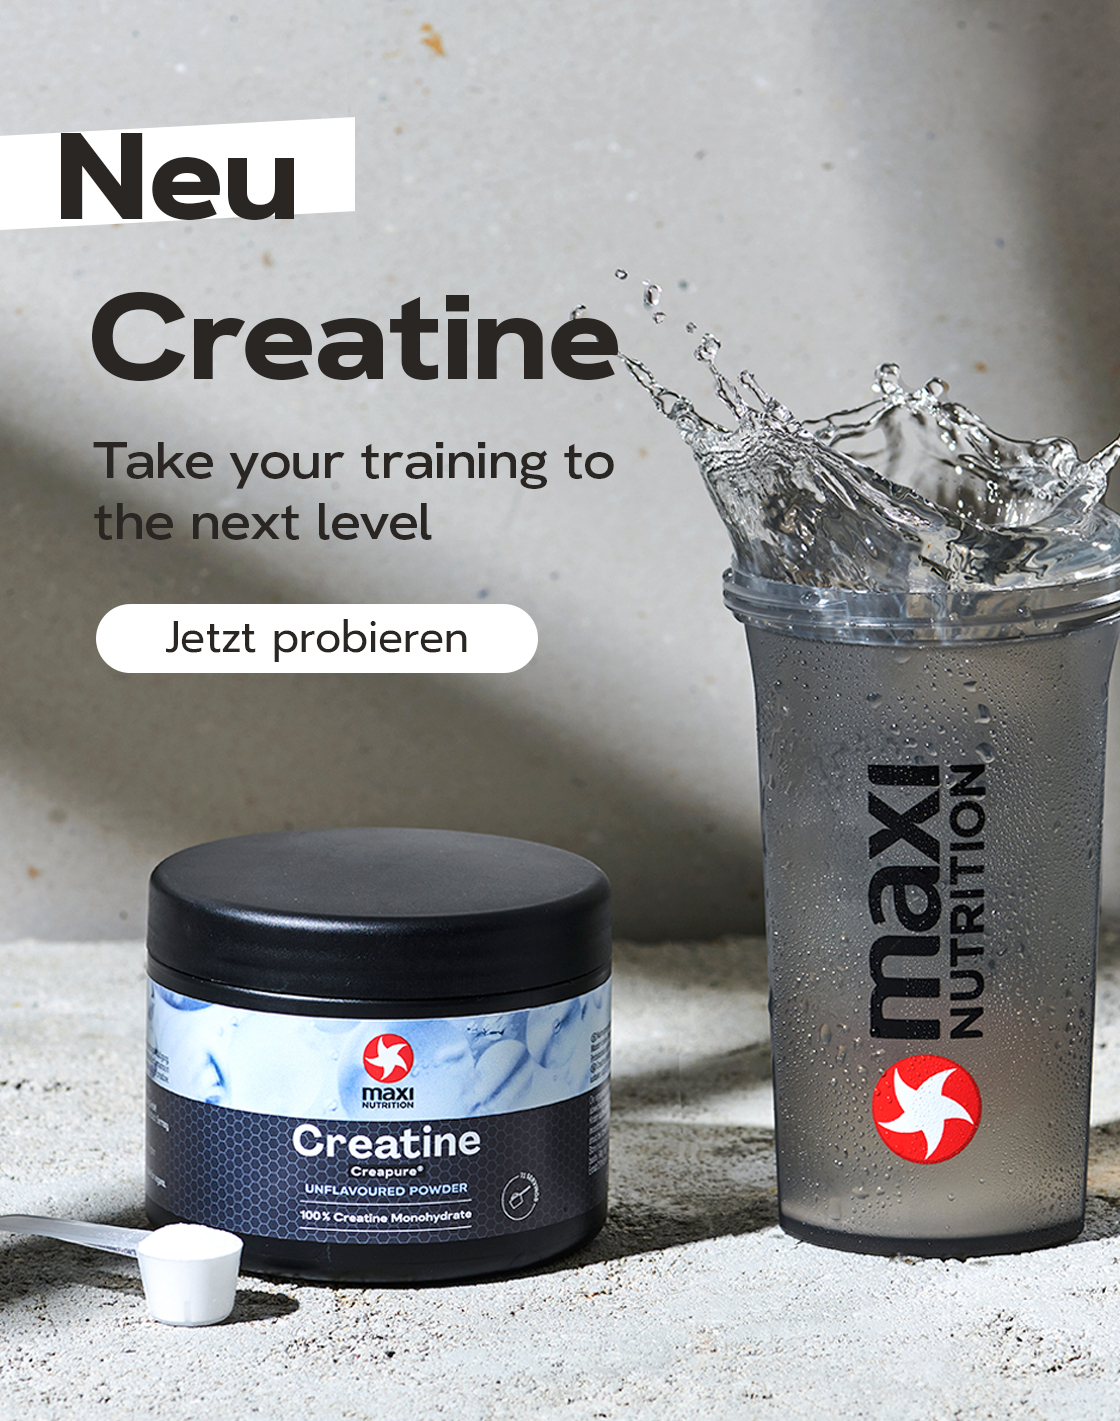 Neu
Creatine
Take your training to
the next level
Jetzt probieren
maxi
NUTRITION
maxi
NUTRITION
Creatine
Creapure®
UNFLAVOURED POWDER
100% Creatine Monohydrate